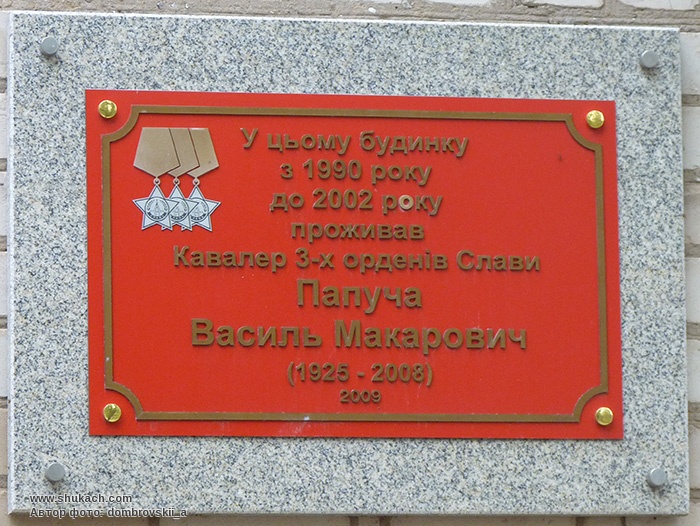 У цьому будинку
з 1990 року
до 2002 року
проживав
Кавалер 3-х орденів Слави
Папуча
Василь Макарович
(1925 - 2008)
2009
www.shukach.com
Автор фото: dombrovskii_a